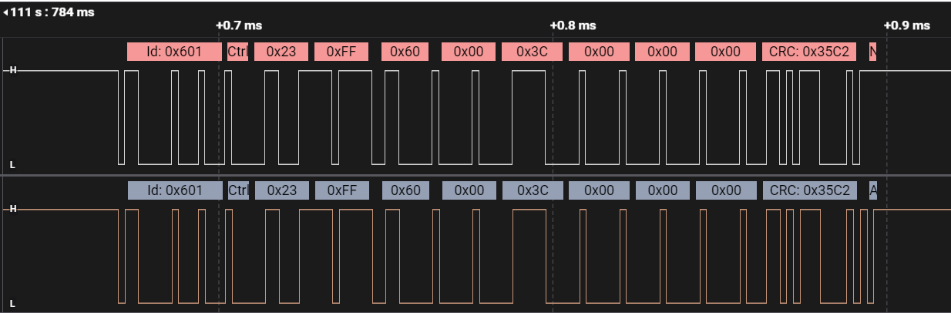 111 s : 784 ms
+0.7 ms +0.8 ms +0.9 ms
Id: 0x601 Ctrl 0x23 0xFF 0x60 0x00 0x3C 0x00 0x00 0x00 CRC: 0x35C2 N
H
L
Id: 0x601 Ctrl 0x23 0xFF 0x60 0x00 0x3C 0x00 0x00 0x00 CRC: 0x35C2 A
H
L